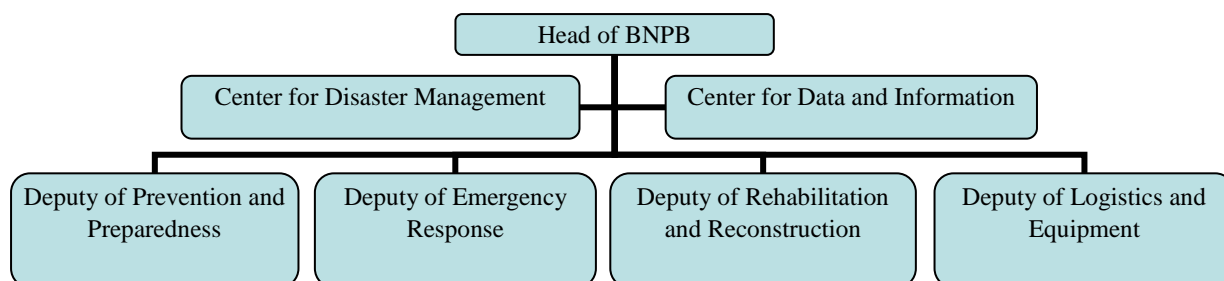 Head of BNPB
Center for Disaster Management
Center for Data and Information
Deputy of Prevention and
Preparedness
Deputy of Emergency
Response
Deputy of Rehabilitation
and Reconstruction
Deputy of Logistics and
Equipment